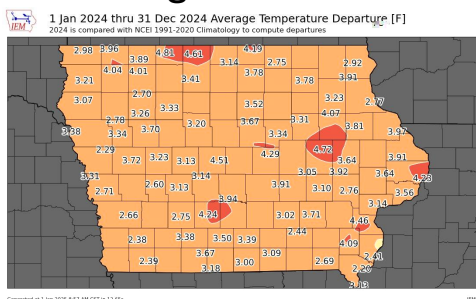 IEM
1 Jan 2024 thru 31 Dec 2024 Average Temperature Departure [F]
2024 is compared with NCEI 1991-2020 Climatology to compute departures
2.98 3.96 4.81 4.61 4.19
3.89 3.14 2.75 2.92
4.04 4.01 3.78
3.21 3.41 3.78 3.91
2.70
3.07 3.52 3.23 2.77
3.26 3.33 4.07
2.78 3.20 3.67 3.31 3.81
3.38 3.34 3.70 3.34 3.97
2.29 4.72
3.72 3.23 3.13 4.51 4.29 3.64 3.91
3.05 3.92 3.64
3.31 3.14
2.71 2.60 3.13 3.91 3.10 2.76 3.56
3.94 3.14
2.66 2.75 4.24 3.02 3.71 4.46
2.44
2.38 3.38 3.50 3.39 4.09
3.67 3.09 2.41
2.39 3.00 2.69
3.18